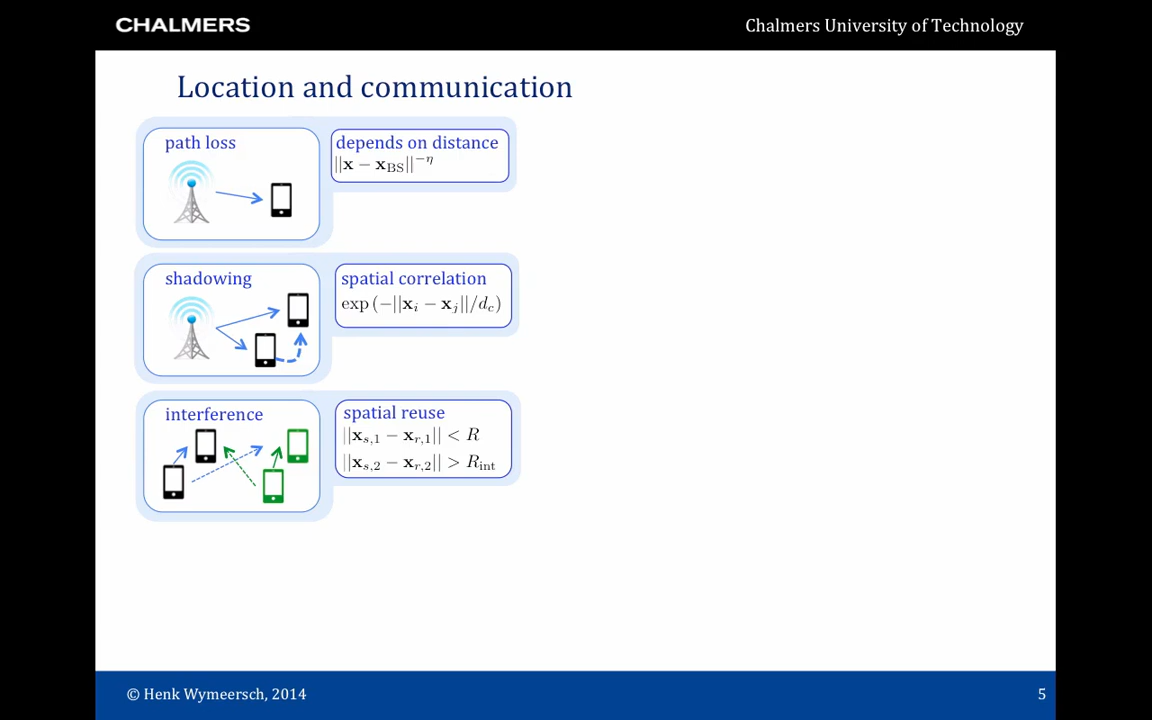 CHALMERS
Chalmers University of Technology
Location and communication
path loss
depends on distance
||x − x_BS||^−η
shadowing
spatial correlation
exp (−||x_i − x_j||/d_c)
interference
spatial reuse
||x_s,1 − x_r,1|| < R
||x_s,2 − x_r,2|| > R_int
© Henk Wymeersch, 2014
5